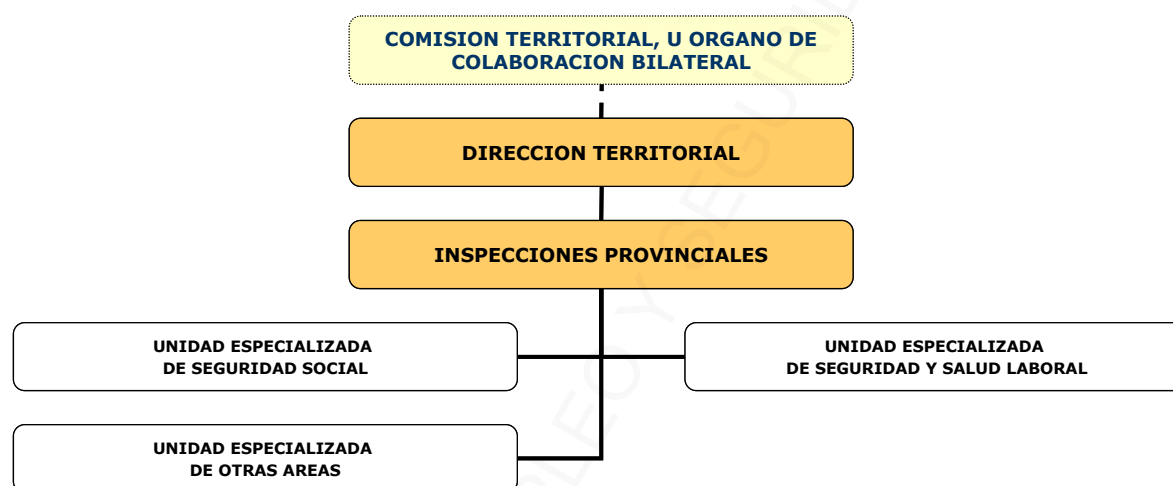 COMISION TERRITORIAL, U ORGANO DE
COLABORACION BILATERAL
DIRECCION TERRITORIAL
INSPECCIONES PROVINCIALES
UNIDAD ESPECIALIZADA
DE SEGURIDAD SOCIAL
UNIDAD ESPECIALIZADA
DE SEGURIDAD Y SALUD LABORAL
UNIDAD ESPECIALIZADA
DE OTRAS AREAS